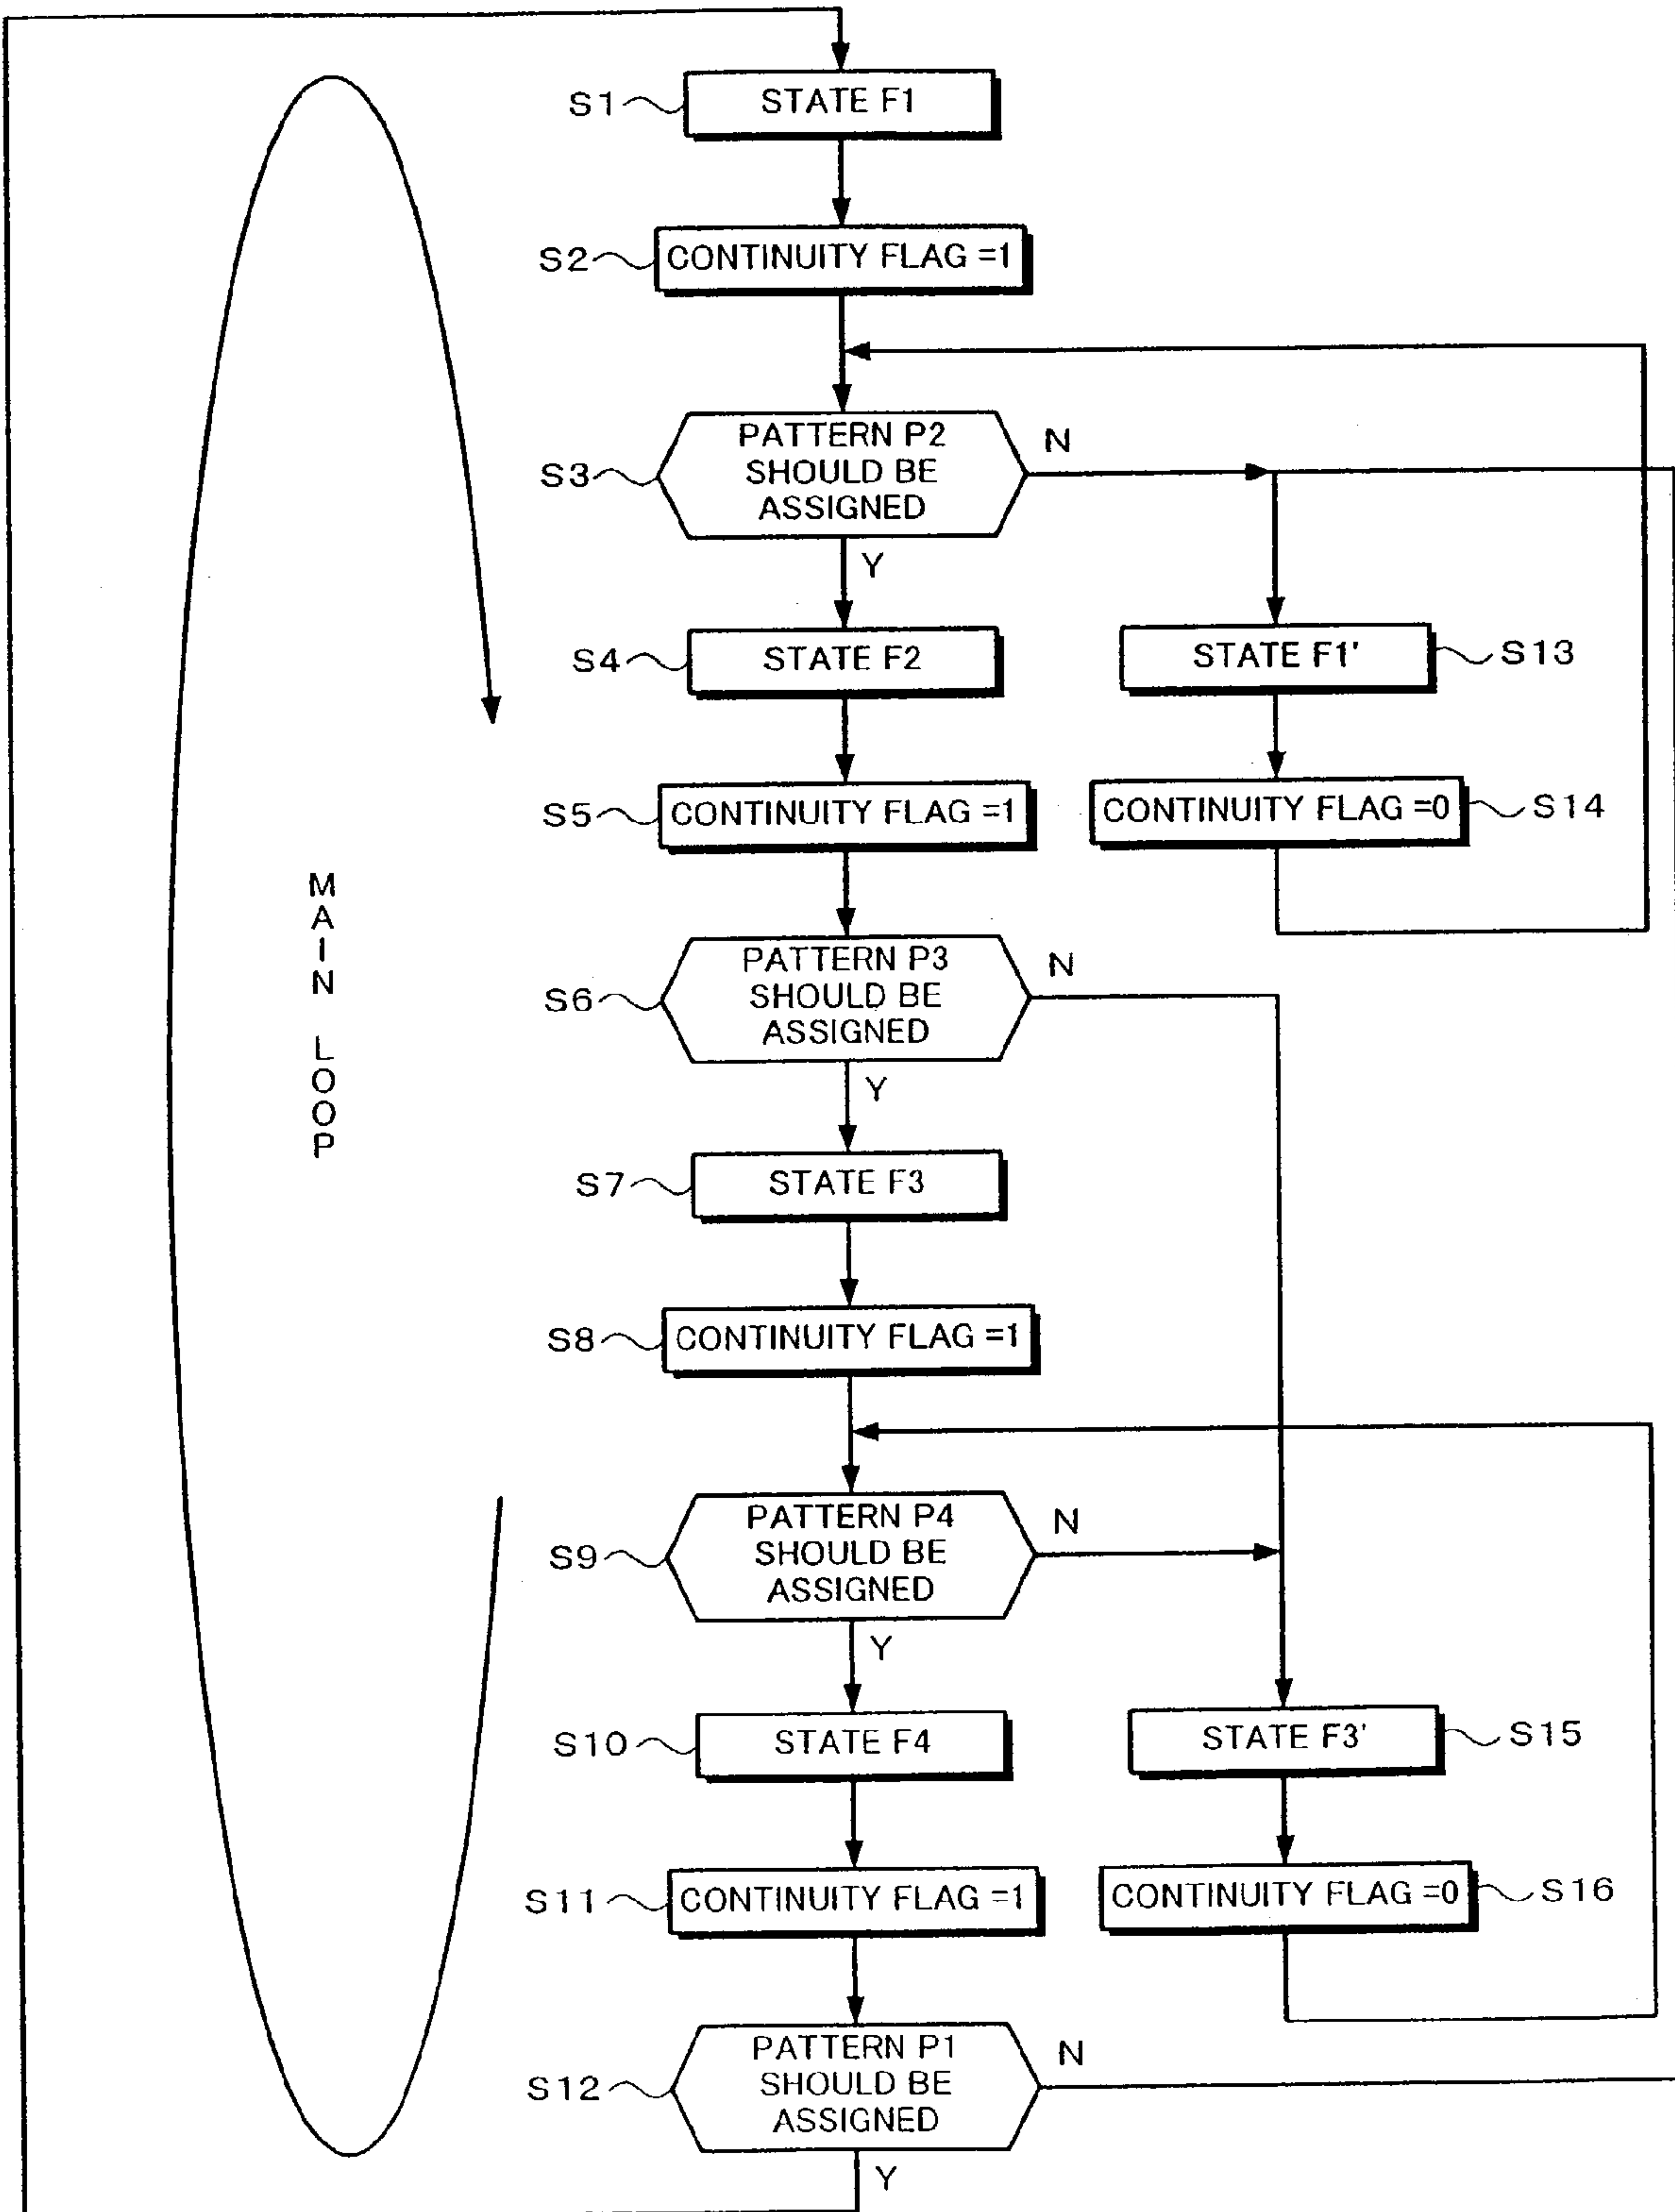 S1
STATE F1
S2
CONTINUITY FLAG =1
S3
PATTERN P2
SHOULD BE
ASSIGNED
N
Y
S4
STATE F2
STATE F1'
S13
S5
CONTINUITY FLAG =1
CONTINUITY FLAG =0
S14
MAIN LOOP
S6
PATTERN P3
SHOULD BE
ASSIGNED
N
Y
S7
STATE F3
S8
CONTINUITY FLAG =1
S9
PATTERN P4
SHOULD BE
ASSIGNED
N
Y
S10
STATE F4
STATE F3'
S15
S11
CONTINUITY FLAG =1
CONTINUITY FLAG =0
S16
S12
PATTERN P1
SHOULD BE
ASSIGNED
N
Y